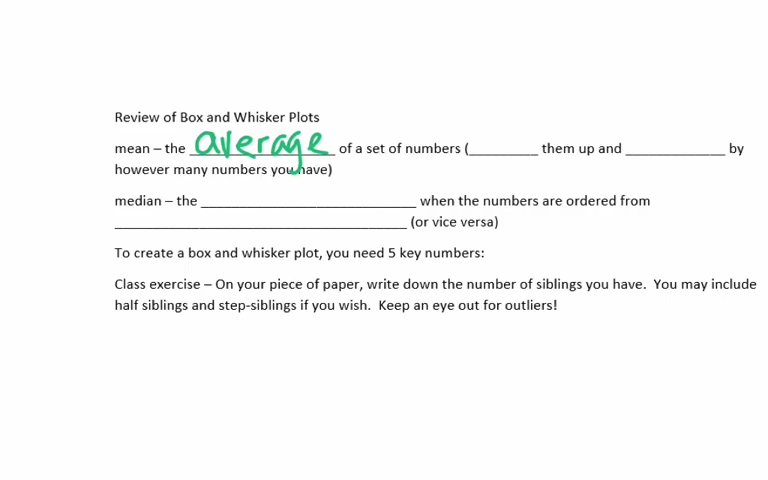 Review of Box and Whisker Plots
mean – the average of a set of numbers (_________ them up and _____________ by
however many numbers you have)
median – the ____________________________ when the numbers are ordered from
______________________________________ (or vice versa)
To create a box and whisker plot, you need 5 key numbers:
Class exercise – On your piece of paper, write down the number of siblings you have.  You may include
half siblings and step-siblings if you wish.  Keep an eye out for outliers!